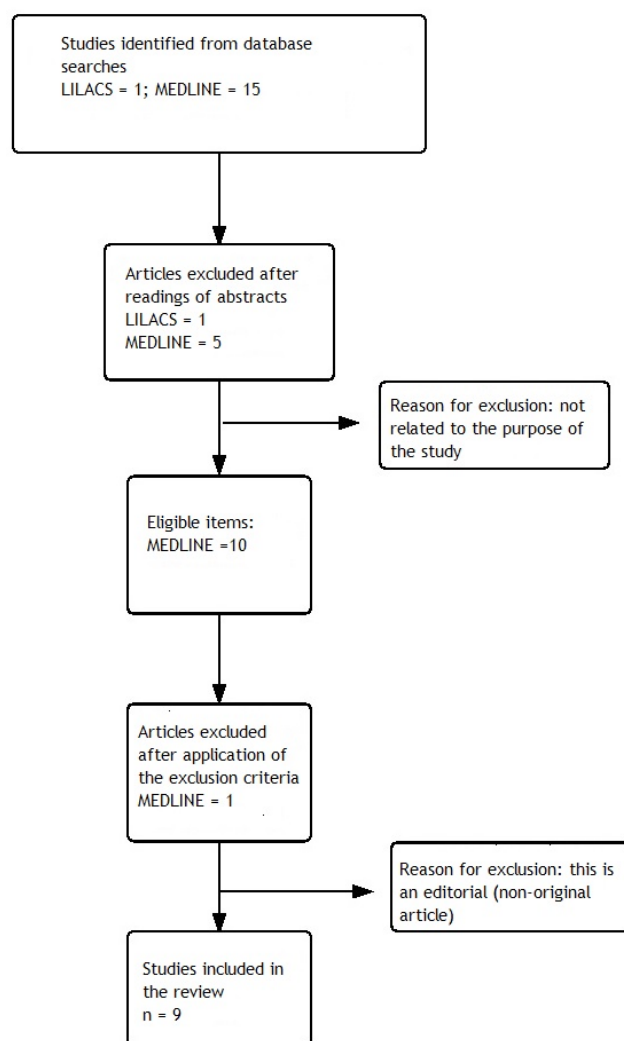 Studies identified from database
searches
LILACS = 1; MEDLINE = 15
Articles excluded after
readings of abstracts
LILACS = 1
MEDLINE = 5
Reason for exclusion: not
related to the purpose of
the study
Eligible items:
MEDLINE =10
Articles excluded
after application of
the exclusion criteria
MEDLINE = 1
Reason for exclusion: this is
an editorial (non-original
article)
Studies included in
the review
n = 9